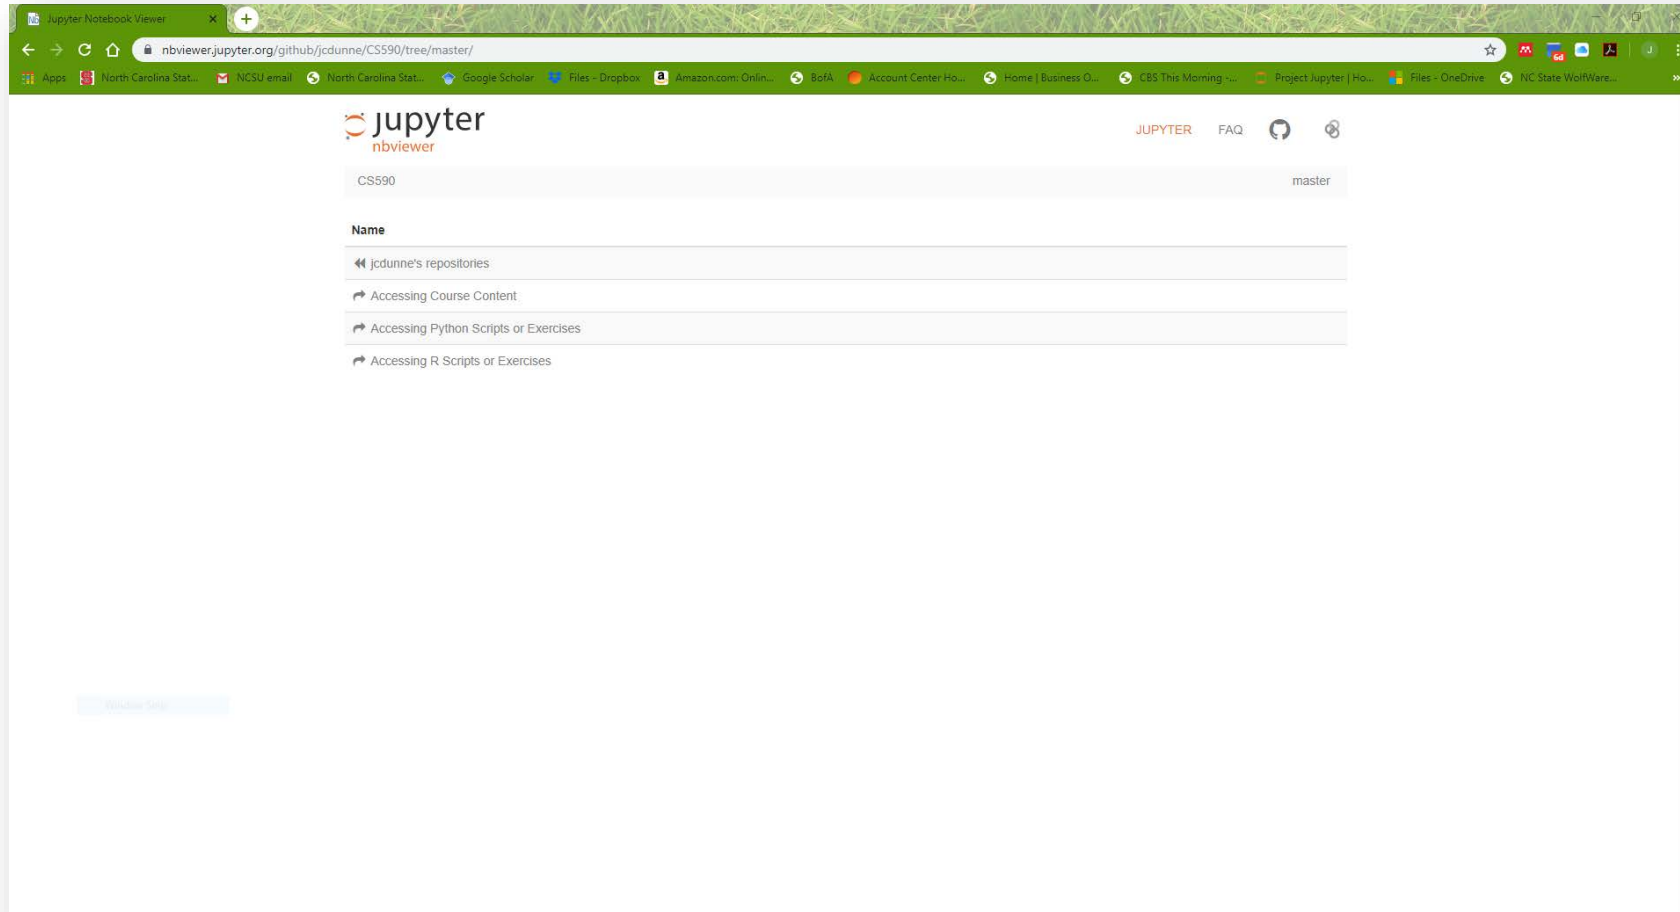 Jupyter Notebook Viewer
nbviewer.jupyter.org/github/jcdunne/CS590/tree/master/
6d
J
Apps North Carolina Stat... NCSU email North Carolina Stat... Google Scholar Files - Dropbox Amazon.com: Onlin... BofA Account Center Ho... Home | Business O... CBS This Morning -... Project Jupyter | Ho... Files - OneDrive NC State WolfWare...
jupyter
nbviewer
JUPYTER FAQ
CS590 master
Name
jcdunne's repositories
Accessing Course Content
Accessing Python Scripts or Exercises
Accessing R Scripts or Exercises